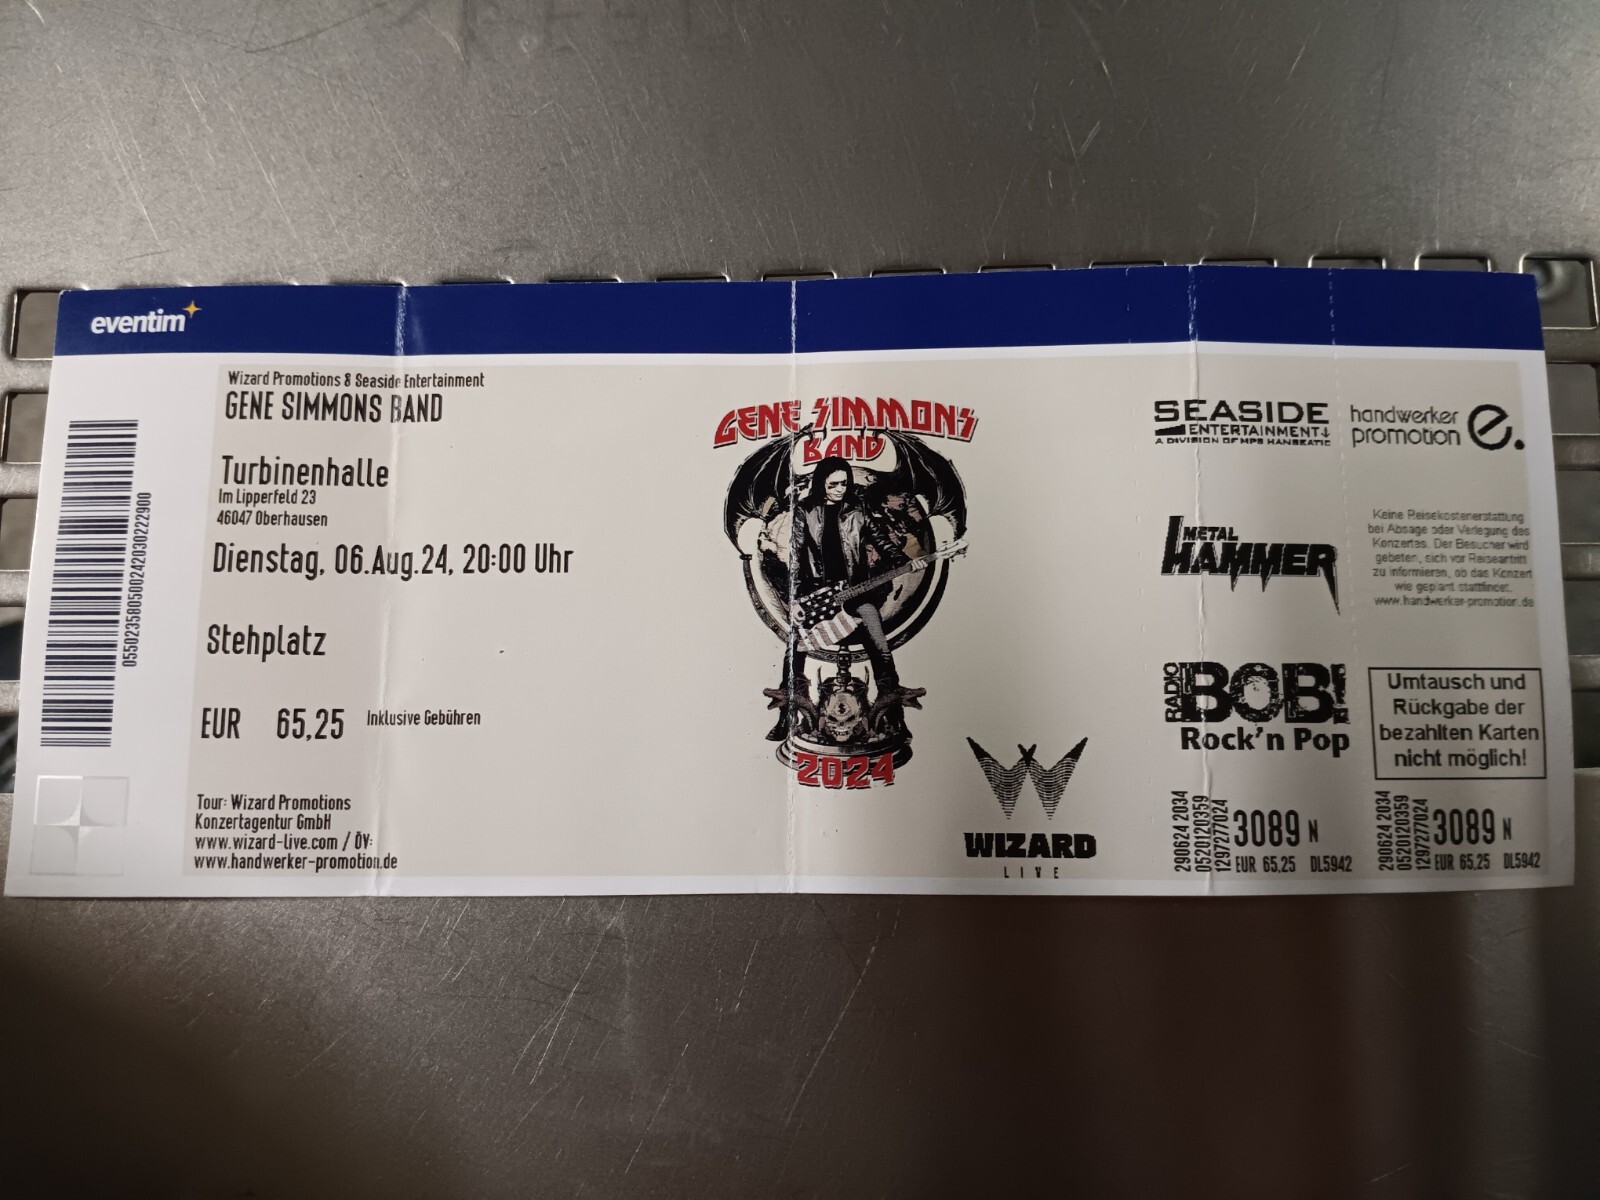 eventim
Wizard Promotions & Seaside Entertainment
GENE SIMMONS BAND
Turbinenhalle
Im Lipperfeld 23
46047 Oberhausen
Dienstag, 06.Aug.24, 20:00 Uhr
Stehplatz
EUR 65,25 Inklusive Gebühren
Tour: Wizard Promotions
Konzertagentur GmbH
www.wizard-live.com / ÖV:
www.handwerker-promotion.de
0550235805002420302222900
GENE SIMMONS
BAND
2024
WIZARD
LIVE
SEASIDE
ENTERTAINMENT
A DIVISION OF MPS HANSEATIC
handwerker
promotion e.
METAL
HAMMER
Keine Reisekostenerstattung
bei Absage oder Verlegung des
Konzertes. Der Besucher wird
gebeten, sich vor Reiseantritt
zu informieren, ob das Konzert
wie geplant stattfindet.
www.handwerker-promotion.de
RADIO
BOB!
Rock'n Pop
Umtausch und
Rückgabe der
bezahlten Karten
nicht möglich!
290624 2034
0520120359
1297277024
3089 N
EUR 65,25 DL5942
290624 2034
0520120359
1297277024
3089 N
EUR 65,25 DL5942